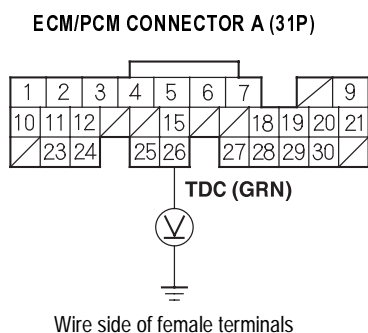 ECM/PCM CONNECTOR A (31P)
1 2 3 4 5 6 7 9
10 11 12 15 18 19 20 21
23 24 25 26 27 28 29 30
TDC (GRN)
V
Wire side of female terminals